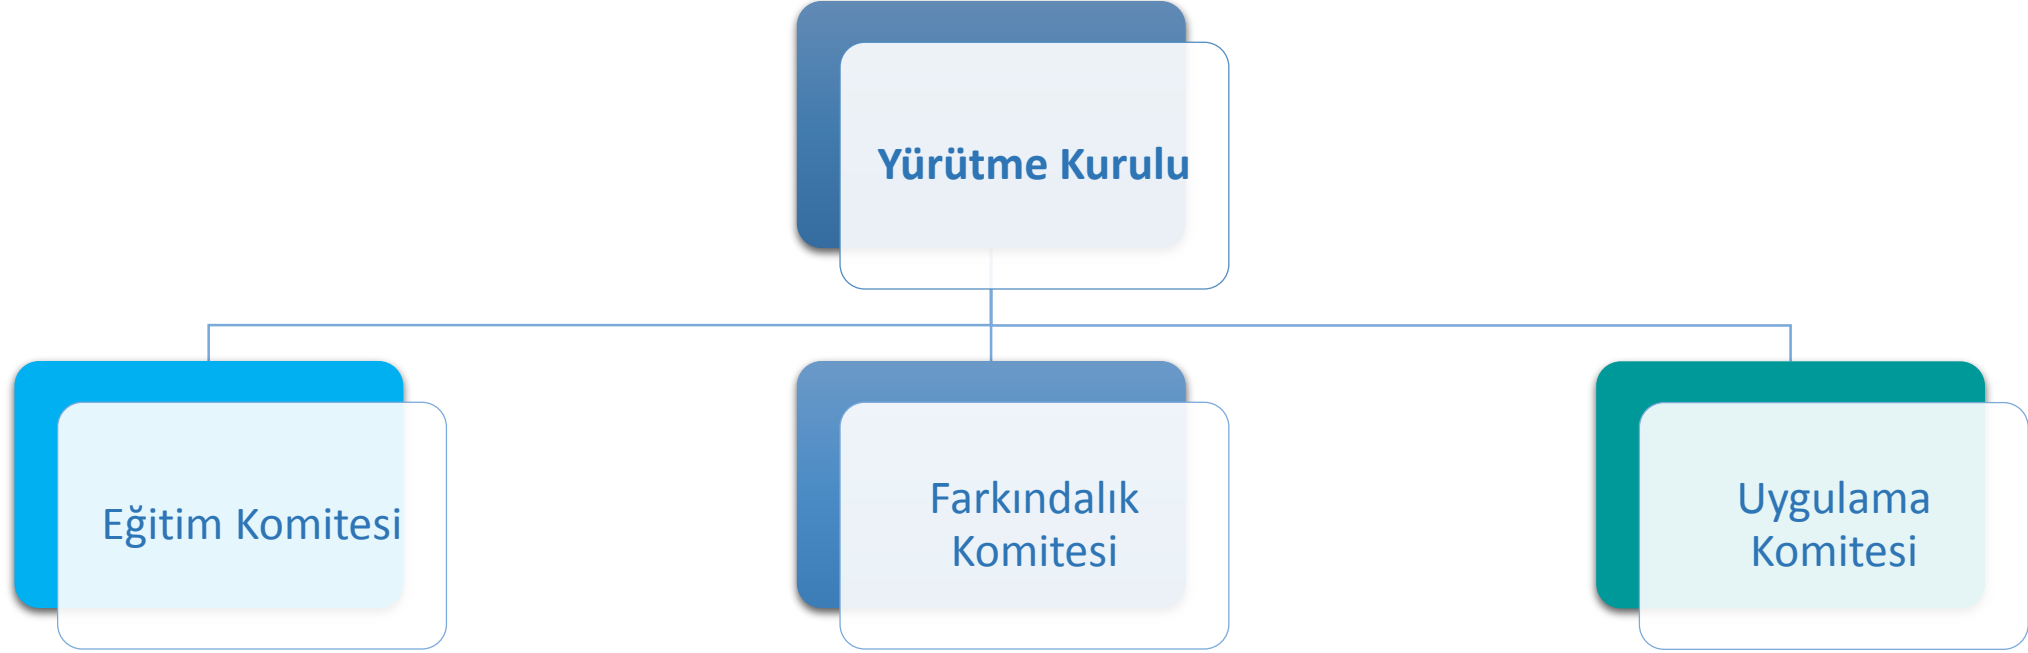 Yürütme Kurulu
Eğitim Komitesi
Farkındalık
Komitesi
Uygulama
Komitesi